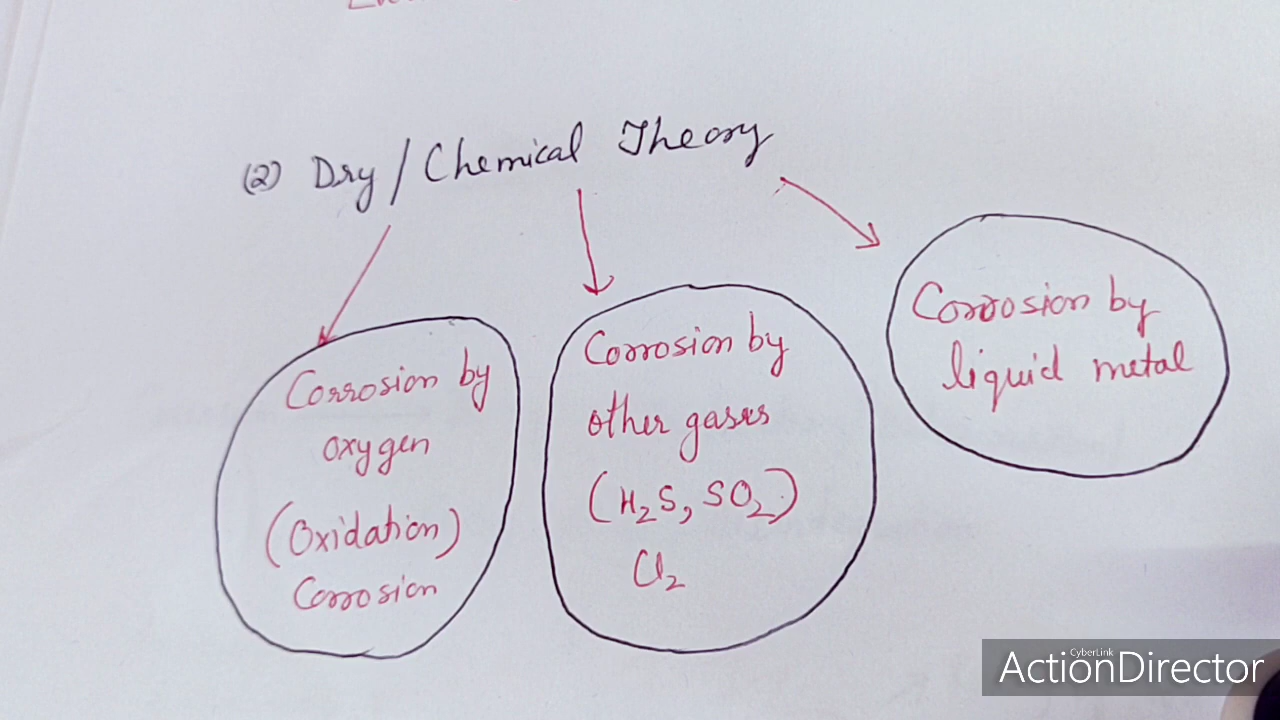 (2) Dry / Chemical Theory
Corrosion by
oxygen
(Oxidation)
Corrosion
Corrosion by
other gases
(H₂S, SO₂)
Cl₂
Corrosion by
liquid metal
CyberLink
ActionDirector